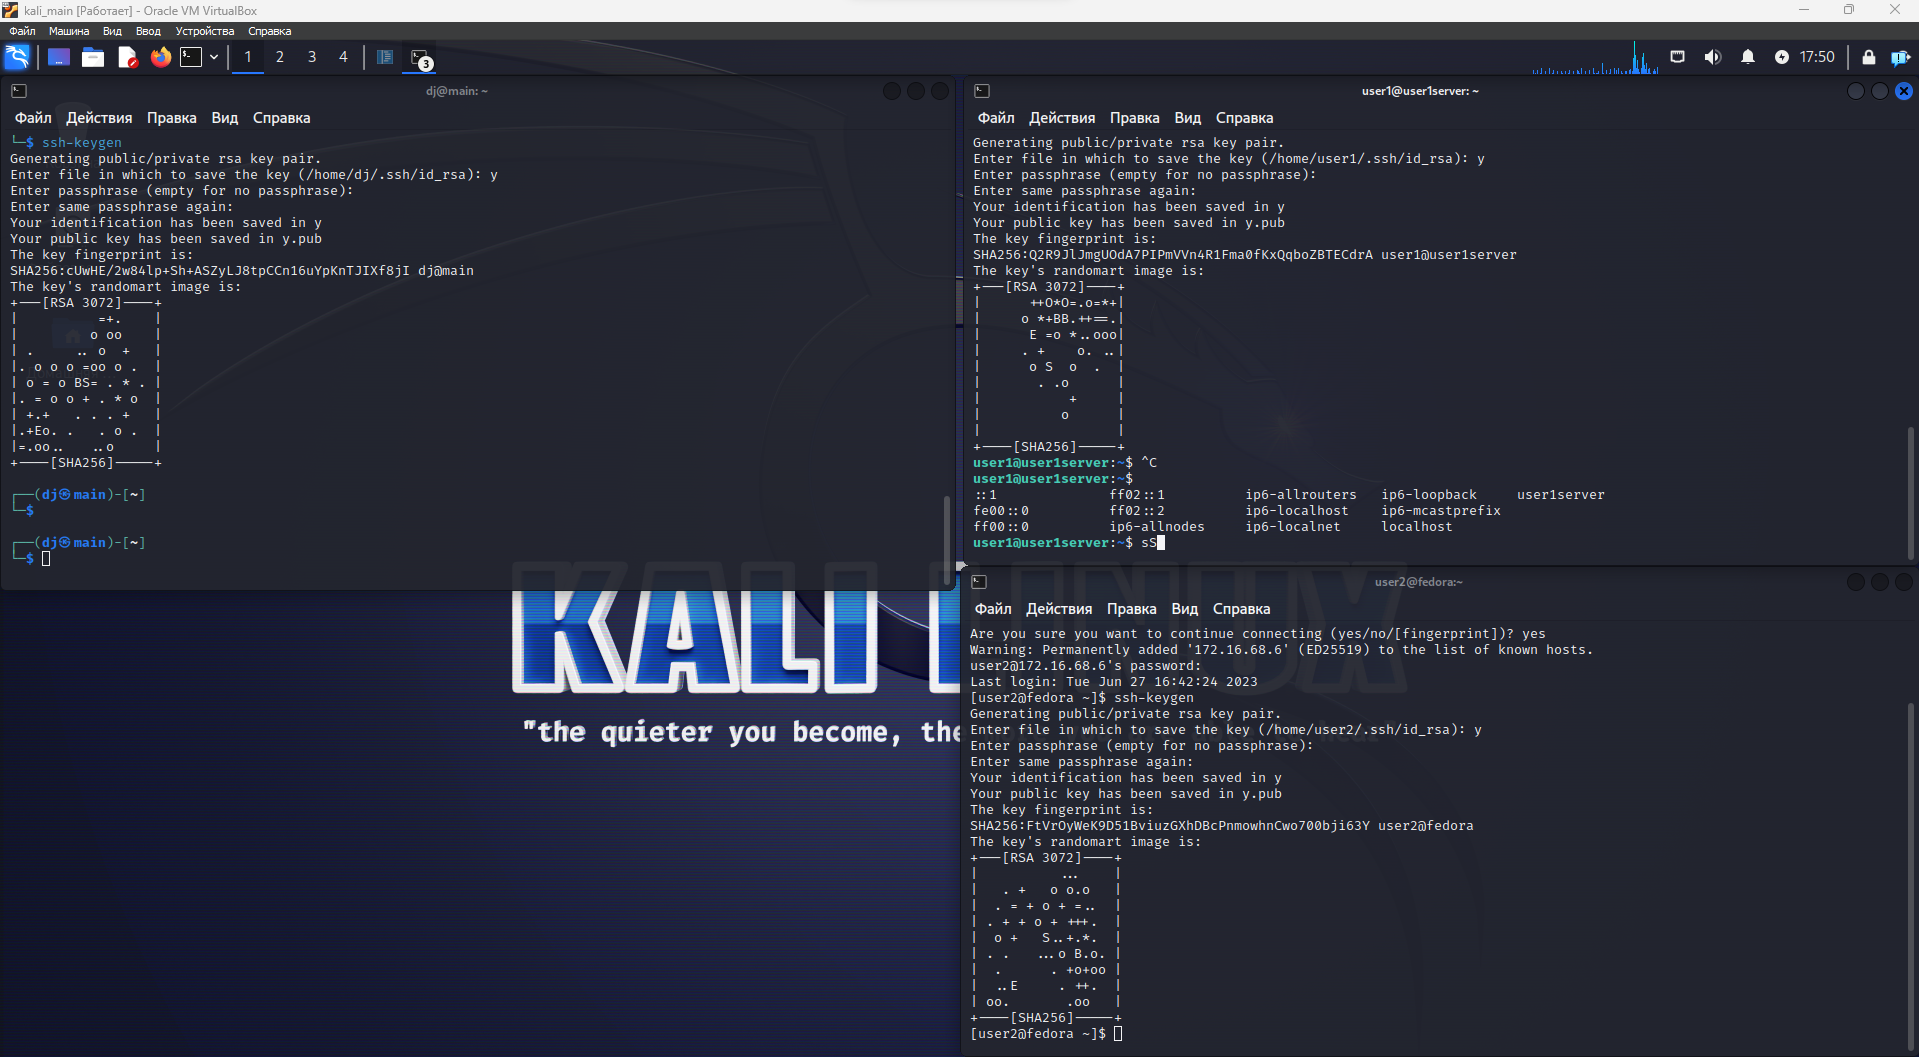 kali_main [Работает] - Oracle VM VirtualBox
Файл Машина Вид Ввод Устройства Справка
1 2 3 4 3 17:50
dj@main: ~
Файл Действия Правка Вид Справка
└─$ ssh-keygen
Generating public/private rsa key pair.
Enter file in which to save the key (/home/dj/.ssh/id_rsa): y
Enter passphrase (empty for no passphrase):
Enter same passphrase again:
Your identification has been saved in y
Your public key has been saved in y.pub
The key fingerprint is:
SHA256:cUwHE/2w84lp+Sh+ASZyLJ8tpCCn16uYpKnTJIXf8jI dj@main
The key's randomart image is:
+---[RSA 3072]----+
|          =+.    |
|         o oo    |
| .     .. o  +   |
|. o o o =oo o .  |
| o = o BS= . * . |
|. = o o + . * o  |
| +.+   . . . +   |
|.+Eo. .   . o .  |
|=.oo..   ..o     |
+----[SHA256]-----+
┌──(dj㉿main)-[~]
└─$
┌──(dj㉿main)-[~]
└─$
user1@user1server: ~
Файл Действия Правка Вид Справка
Generating public/private rsa key pair.
Enter file in which to save the key (/home/user1/.ssh/id_rsa): y
Enter passphrase (empty for no passphrase):
Enter same passphrase again:
Your identification has been saved in y
Your public key has been saved in y.pub
The key fingerprint is:
SHA256:Q2R9JlJmgUOdA7PIPmVVn4R1Fma0fKxQqboZBTECdrA user1@user1server
The key's randomart image is:
+---[RSA 3072]----+
|      ++O*O=.o=*+|
|     o *+BB.++==.|
|      E =o *..ooo|
|     . +    o. ..|
|      o S  o  .  |
|       . .o      |
|           +     |
|          o      |
|                 |
+----[SHA256]-----+
user1@user1server:~$ ^C
user1@user1server:~$
::1 ff02::1 ip6-allrouters ip6-loopback user1server
fe00::0 ff02::2 ip6-localhost ip6-mcastprefix
ff00::0 ip6-allnodes ip6-localnet localhost
user1@user1server:~$ sS
KALI LINUX
"the quieter you become, the
user2@fedora:~
Файл Действия Правка Вид Справка
Are you sure you want to continue connecting (yes/no/[fingerprint])? yes
Warning: Permanently added '172.16.68.6' (ED25519) to the list of known hosts.
user2@172.16.68.6's password:
Last login: Tue Jun 27 16:42:24 2023
[user2@fedora ~]$ ssh-keygen
Generating public/private rsa key pair.
Enter file in which to save the key (/home/user2/.ssh/id_rsa): y
Enter passphrase (empty for no passphrase):
Enter same passphrase again:
Your identification has been saved in y
Your public key has been saved in y.pub
The key fingerprint is:
SHA256:FtVrOyWeK9D51BviuzGXhDBcPnmowhnCwo700bji63Y user2@fedora
The key's randomart image is:
+---[RSA 3072]----+
|          ...    |
|   . +   o o.o   |
|  . = + o + =..  |
| . + + o + +++.  |
|  o +   S..+.*.  |
| . .   ...o B.o. |
|  .      . +o+oo |
|  ..E     . ++.  |
| oo.       .oo   |
+----[SHA256]-----+
[user2@fedora ~]$